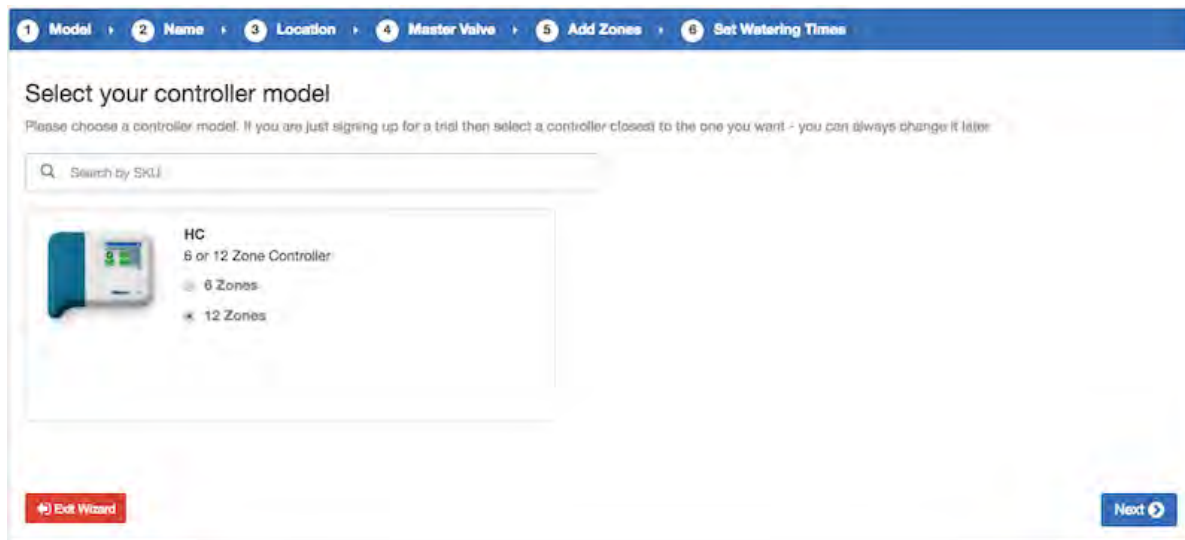 1 Model 2 Name 3 Location 4 Master Valve 5 Add Zones 6 Set Watering Times
Select your controller model
Please choose a controller model. If you are just signing up for a trial then select a controller closest to the one you want - you can always change it later
Search by SKU
HC
6 or 12 Zone Controller
6 Zones
12 Zones
Exit Wizard
Next